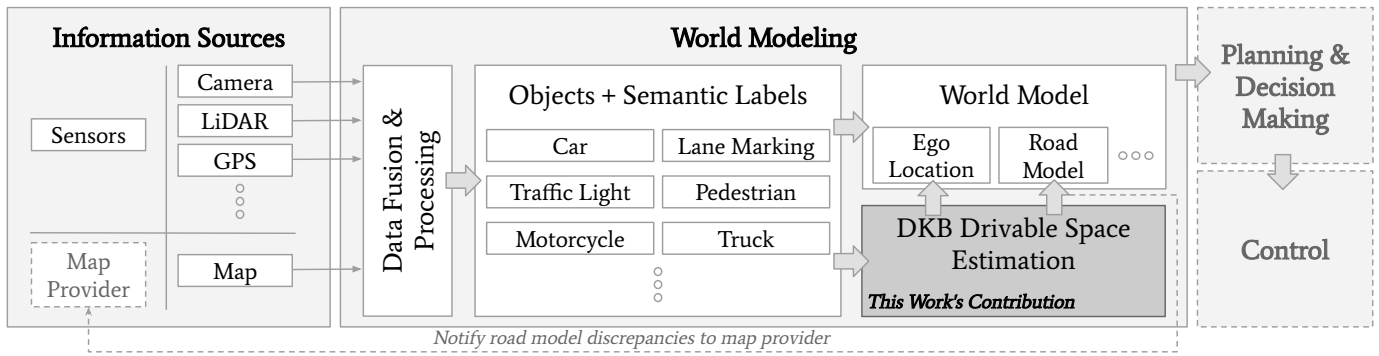 Information Sources
Sensors
Camera
LiDAR
GPS
Map
Provider
Map
World Modeling
Data Fusion &
Processing
Objects + Semantic Labels
Car
Lane Marking
Traffic Light
Pedestrian
Motorcycle
Truck
World Model
Ego
Location
Road
Model
DKB Drivable Space
Estimation
This Work's Contribution
Planning &
Decision
Making
Control
Notify road model discrepancies to map provider